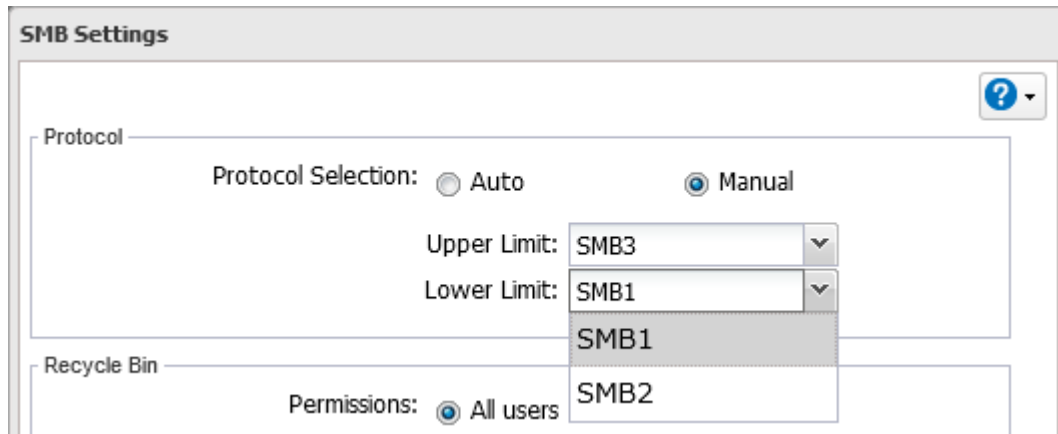 SMB Settings
Protocol
Protocol Selection: Auto Manual
Upper Limit: SMB3
Lower Limit: SMB1
SMB1
SMB2
Recycle Bin
Permissions: All users